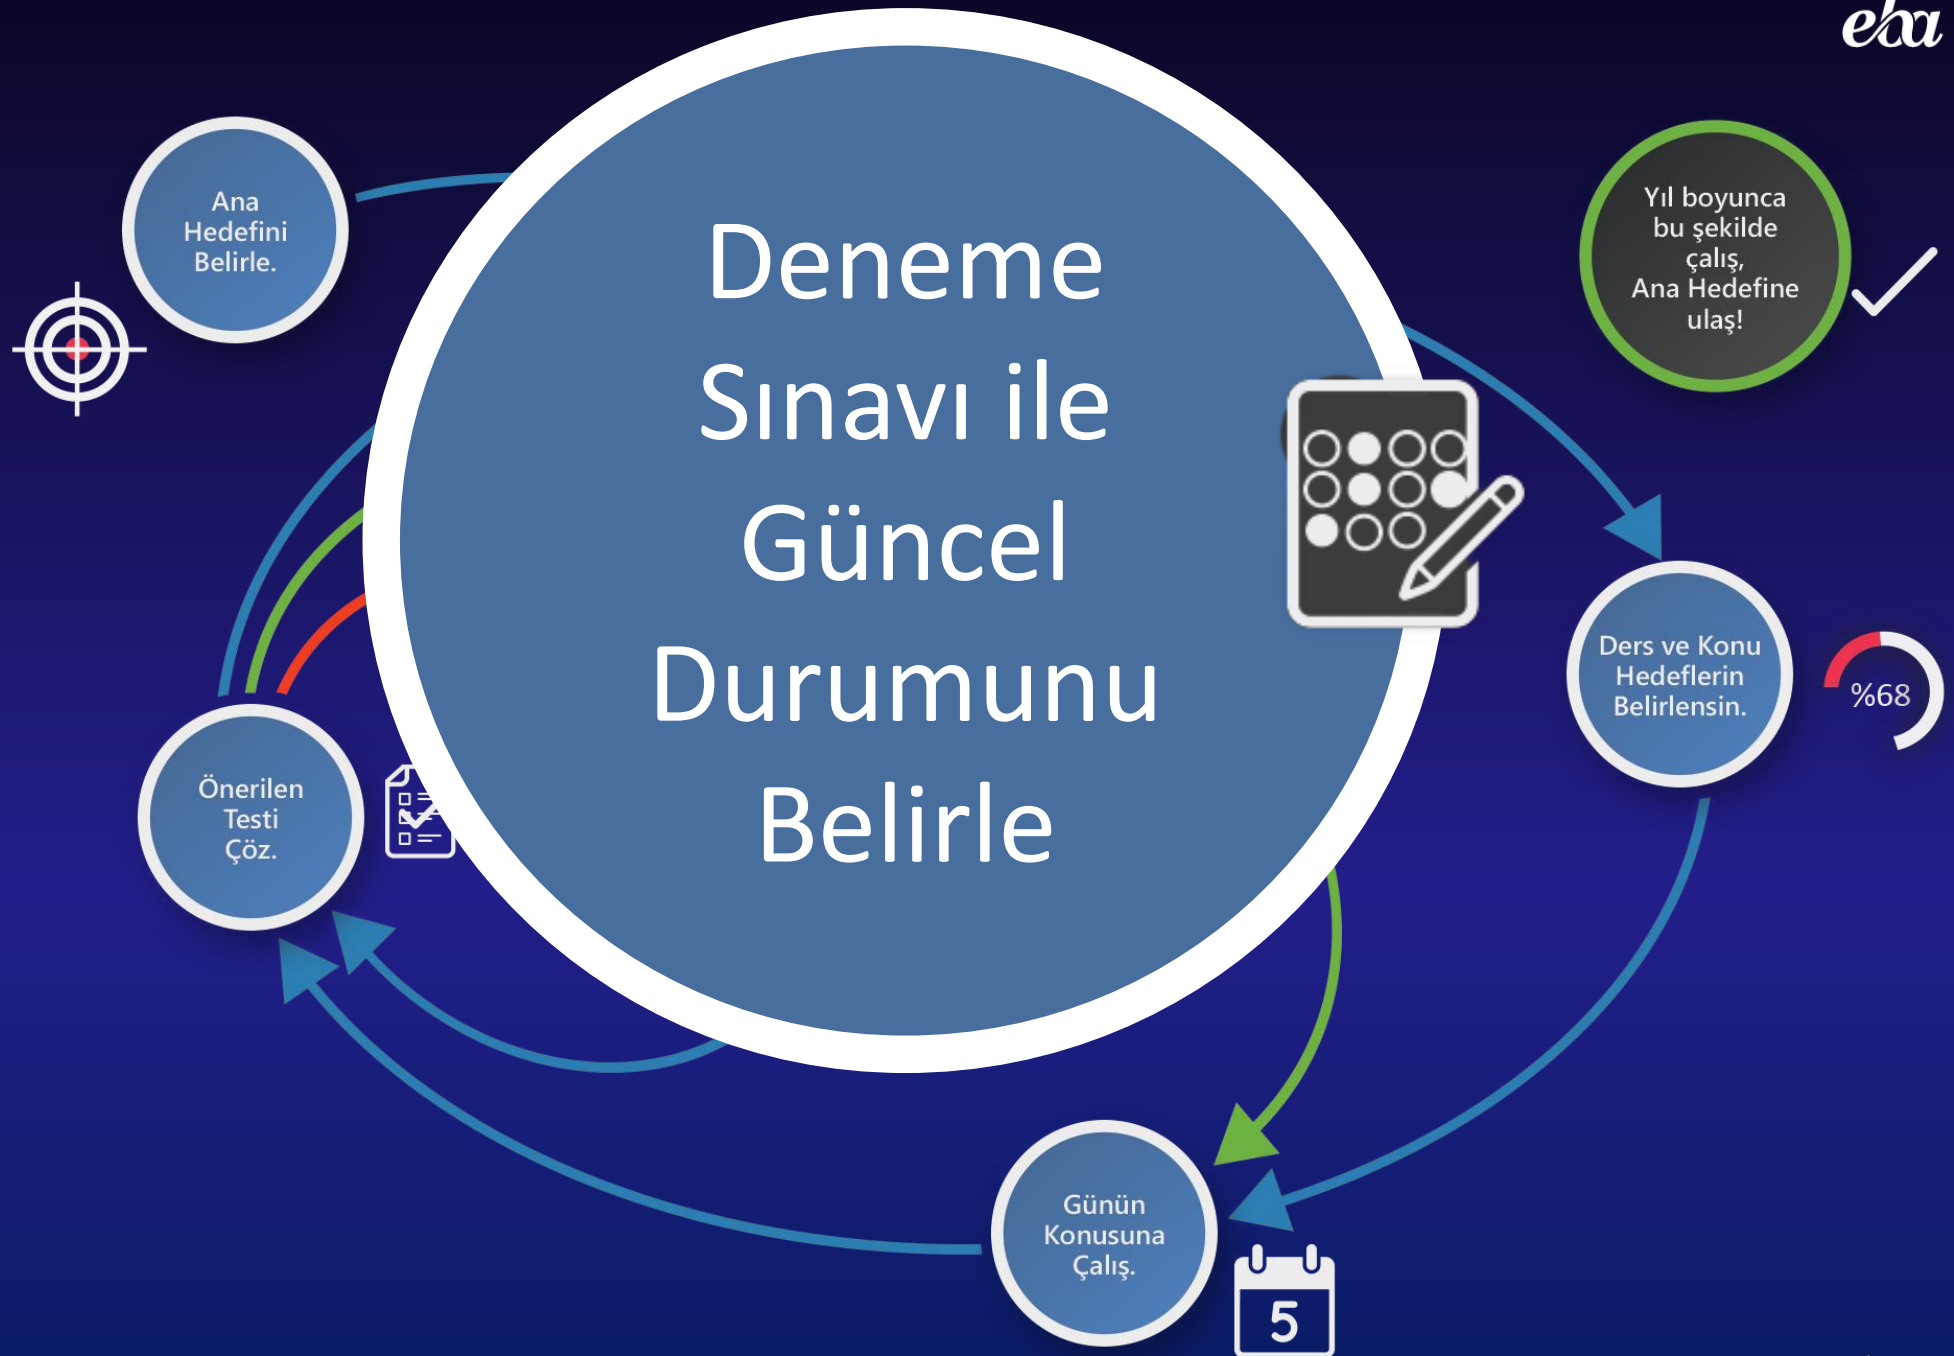 eba
Ana
Hedefini
Belirle.
Deneme
Sınavı ile
Güncel
Durumunu
Belirle
Yıl boyunca
bu şekilde
çalış,
Ana Hedefine
ulaş!
Ders ve Konu
Hedeflerin
Belirlensin.
%68
Önerilen
Testi
Çöz.
Günün
Konusuna
Çalış.
5